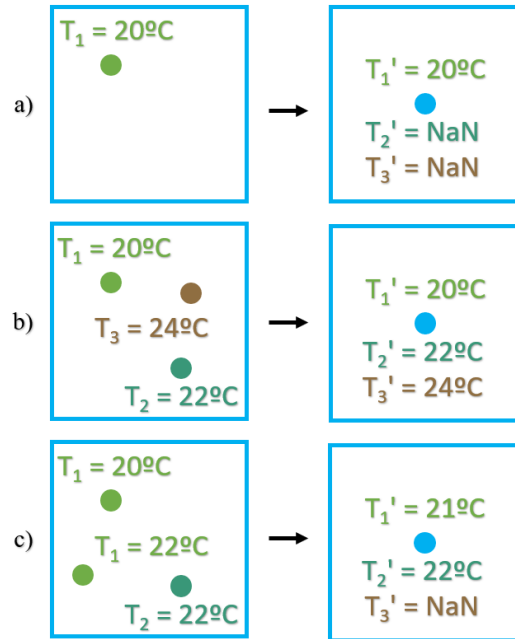 T₁ = 20ºC
a)
T₁' = 20ºC
T₂' = NaN
T₃' = NaN
T₁ = 20ºC
b)
T₃ = 24ºC
T₂ = 22ºC
T₁' = 20ºC
T₂' = 22ºC
T₃' = 24ºC
T₁ = 20ºC
c)
T₁ = 22ºC
T₂ = 22ºC
T₁' = 21ºC
T₂' = 22ºC
T₃' = NaN